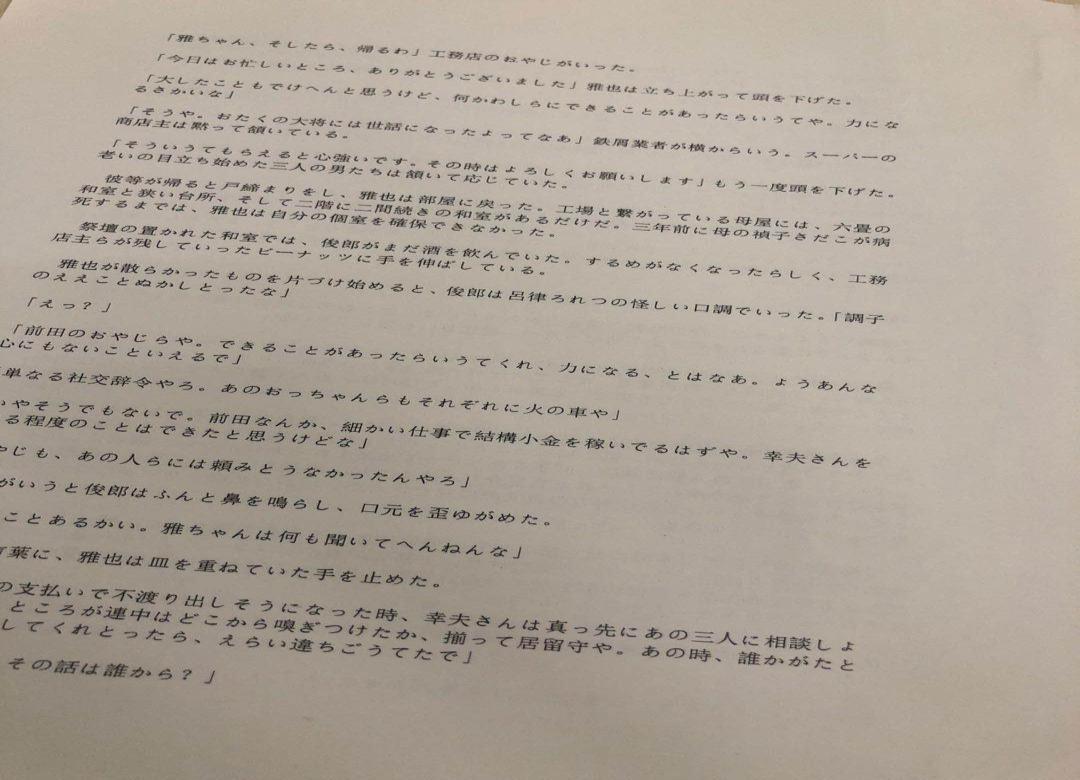 「雅ちゃん、そしたら、帰るわ」工務店のおやじがいった。
「今日はお忙しいところ、ありがとうございました」雅也は立ち上がって頭を下げた。
「大したこともでけへんと思うけど、何かわしらにできることがあったらいうてや。力にな
るさかいな」
「そうや。おたくの大将には世話になったよってなあ」鉄屑業者が横からいう。スーパーの
商店主は黙って頷いている。
「そういうてもらえると心強いです。その時はよろしくお願いします」もう一度頭を下げた。
老いの目立ち始めた三人の男たちは頷いて応じていた。
彼等が帰ると戸締まりをし、雅也は部屋に戻った。工場と繋がっている母屋には、六畳の
和室と狭い台所、そして二階に二間続きの和室があるだけだ。三年前に母の禎子さだこが病
死するまでは、雅也は自分の個室を確保できなかった。
祭壇の置かれた和室では、俊郎がまだ酒を飲んでいた。するめがなくなったらしく、工務
店主らが残していったピーナッツに手を伸ばしている。
雅也が散らかったものを片づけ始めると、俊郎は呂律ろれつの怪しい口調でいった。「調子
のええことぬかしとったな」
「えっ？」
「前田のおやじらや。できることがあったらいうてくれ、力になる、とはなあ。ようあんな
心にもないこといえるで」
単なる社交辞令やろ。あのおっちゃんらもそれぞれに火の車や」
いやそうでもないで。前田なんか、細かい仕事で結構小金を稼いでるはずや。幸夫さんを
る程度のことはできたと思うけどな」
やじも、あの人らには頼みとうなかったんやろ」
がいうと俊郎はふんと鼻を鳴らし、口元を歪ゆがめた。
ことあるかい。雅ちゃんは何も聞いてへんねんな」
言葉に、雅也は皿を重ねていた手を止めた。
の支払いで不渡り出しそうになった時、幸夫さんは真っ先にあの三人に相談しよ
ところが連中はどこから嗅ぎつけたか、揃って居留守や。あの時、誰かがたと
してくれとったら、えらい違ちごうてたで」
その話は誰から？」